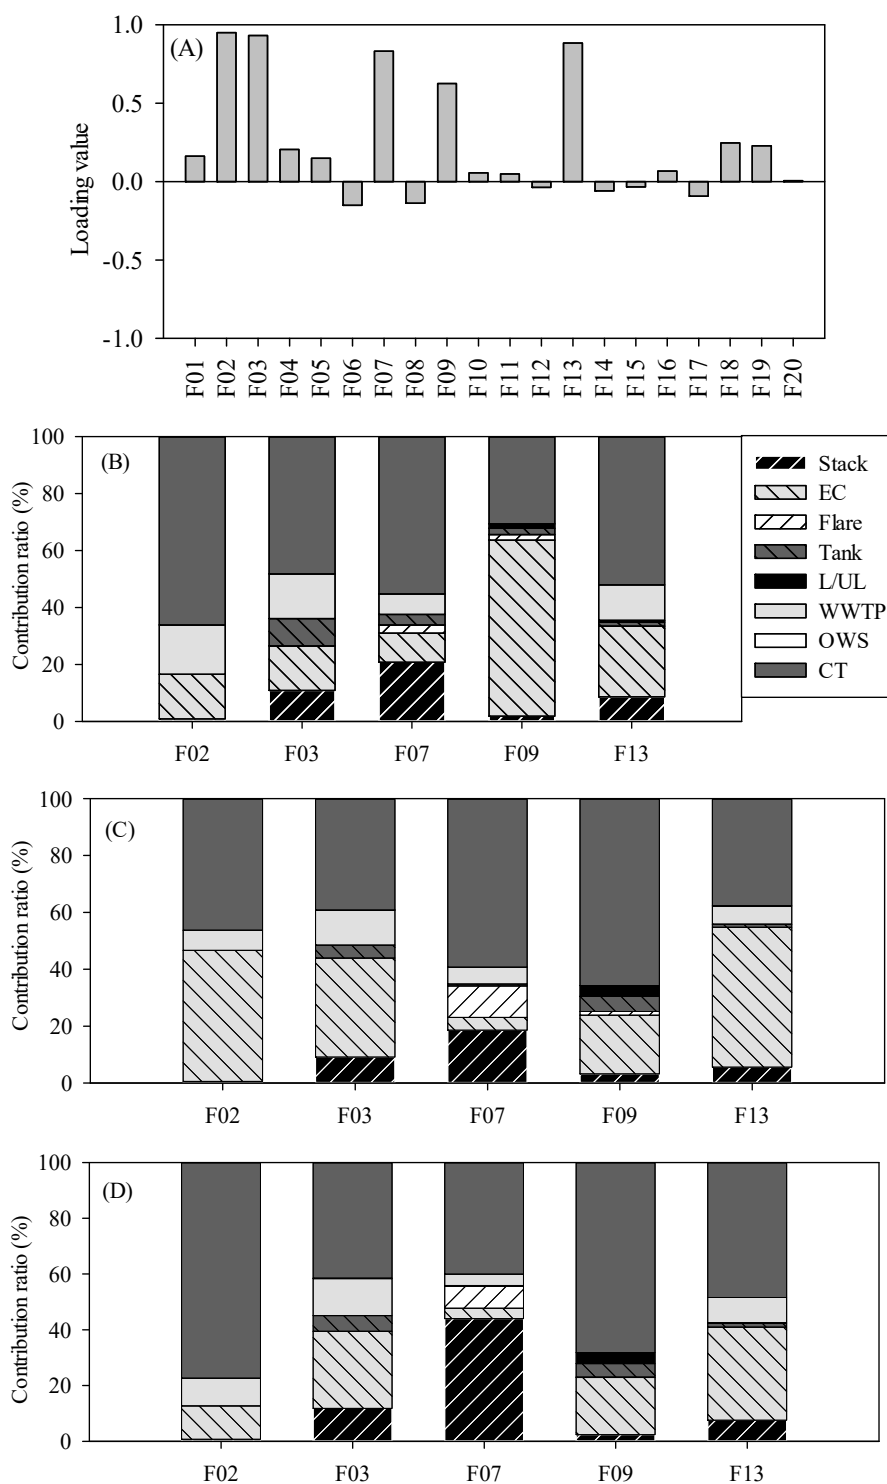 (A)
Loading value
1.0
0.5
0.0
-0.5
-1.0
F01 F02 F03 F04 F05 F06 F07 F08 F09 F10 F11 F12 F13 F14 F15 F16 F17 F18 F19 F20
(B)
Contribution ratio (%)
100
80
60
40
20
0
F02 F03 F07 F09 F13
Stack
EC
Flare
Tank
L/UL
WWTP
OWS
CT
(C)
Contribution ratio (%)
100
80
60
40
20
0
F02 F03 F07 F09 F13
(D)
Contribution ratio (%)
100
80
60
40
20
0
F02 F03 F07 F09 F13